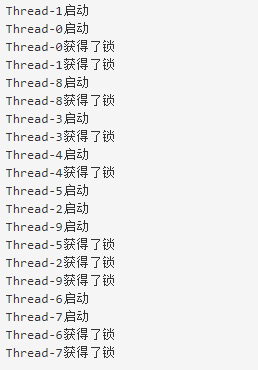 Thread-1启动
Thread-0启动
Thread-0获得了锁
Thread-1获得了锁
Thread-8启动
Thread-8获得了锁
Thread-3启动
Thread-3获得了锁
Thread-4启动
Thread-4获得了锁
Thread-5启动
Thread-2启动
Thread-9启动
Thread-5获得了锁
Thread-2获得了锁
Thread-9获得了锁
Thread-6启动
Thread-7启动
Thread-6获得了锁
Thread-7获得了锁